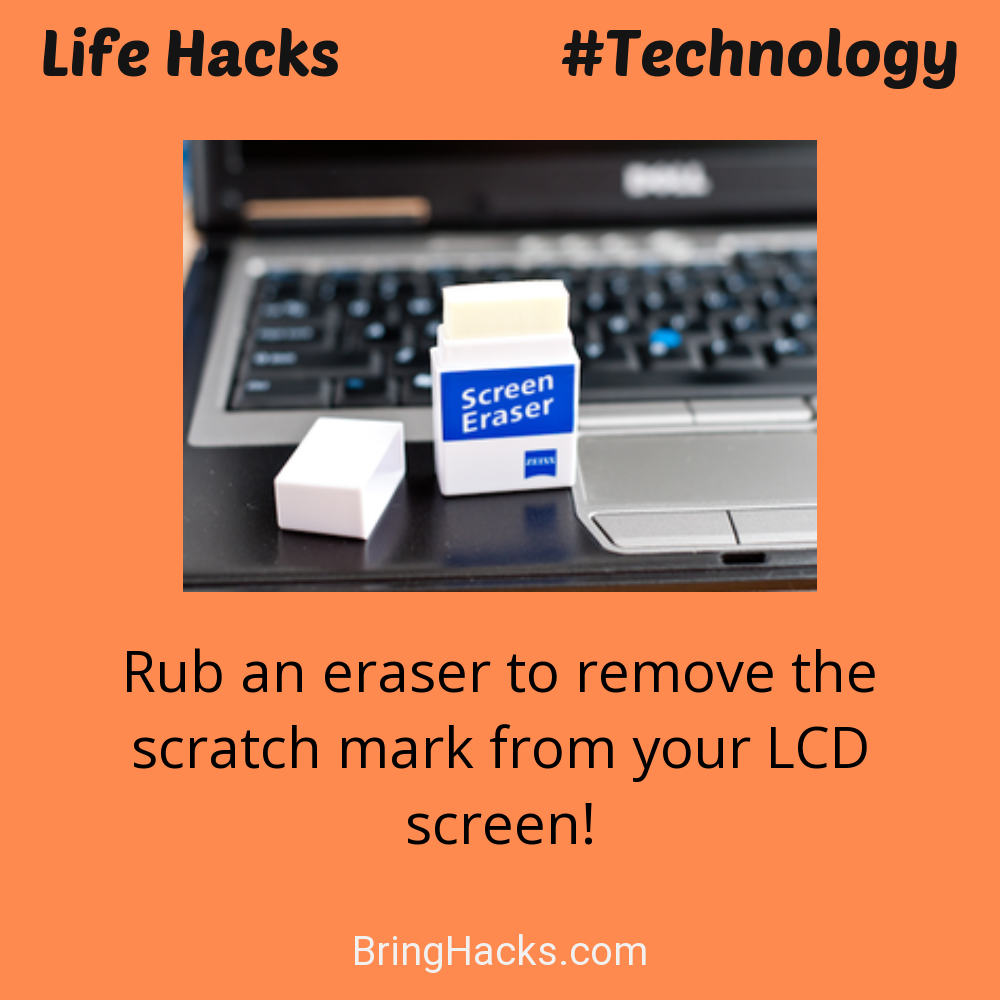 Life Hacks #Technology
DELL
Screen
Eraser
ZEISS
Rub an eraser to remove the
scratch mark from your LCD
screen!
BringHacks.com